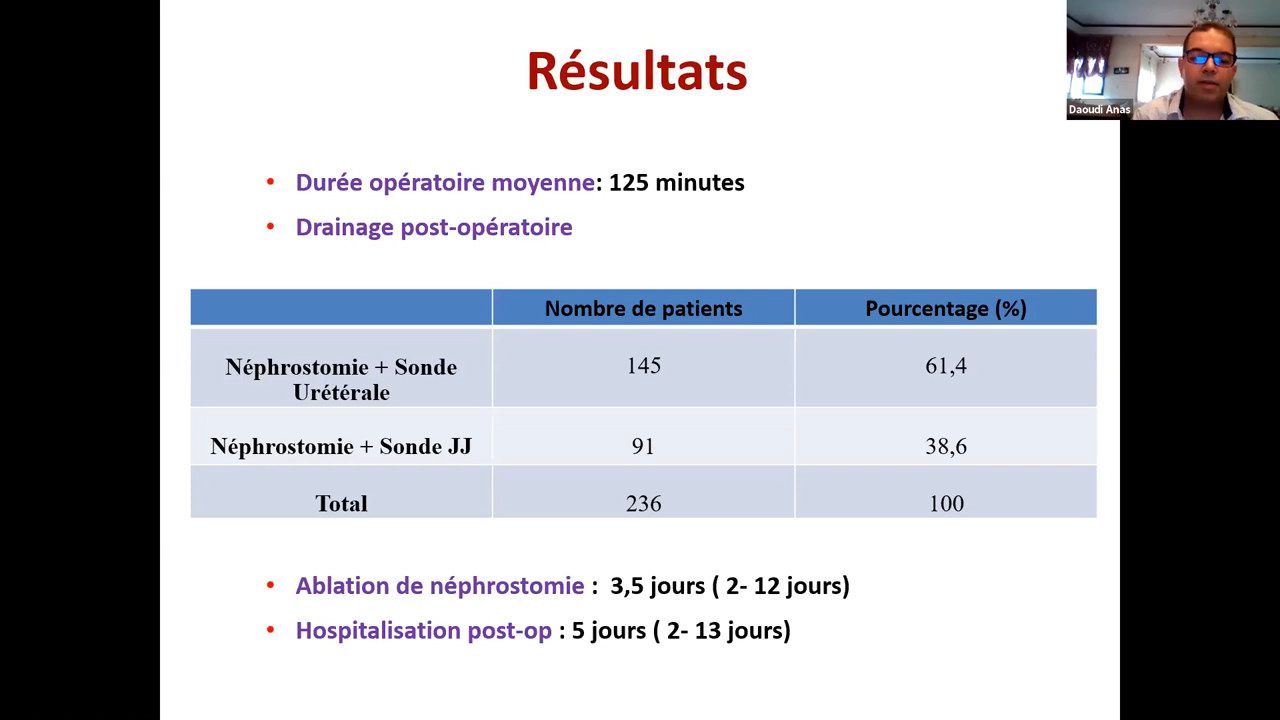 Résultats
Daoudi Anas
• Durée opératoire moyenne: 125 minutes
• Drainage post-opératoire
Nombre de patients Pourcentage (%)
Néphrostomie + Sonde
Urétérale 145 61,4
Néphrostomie + Sonde JJ 91 38,6
Total 236 100
• Ablation de néphrostomie : 3,5 jours ( 2- 12 jours)
• Hospitalisation post-op : 5 jours ( 2- 13 jours)